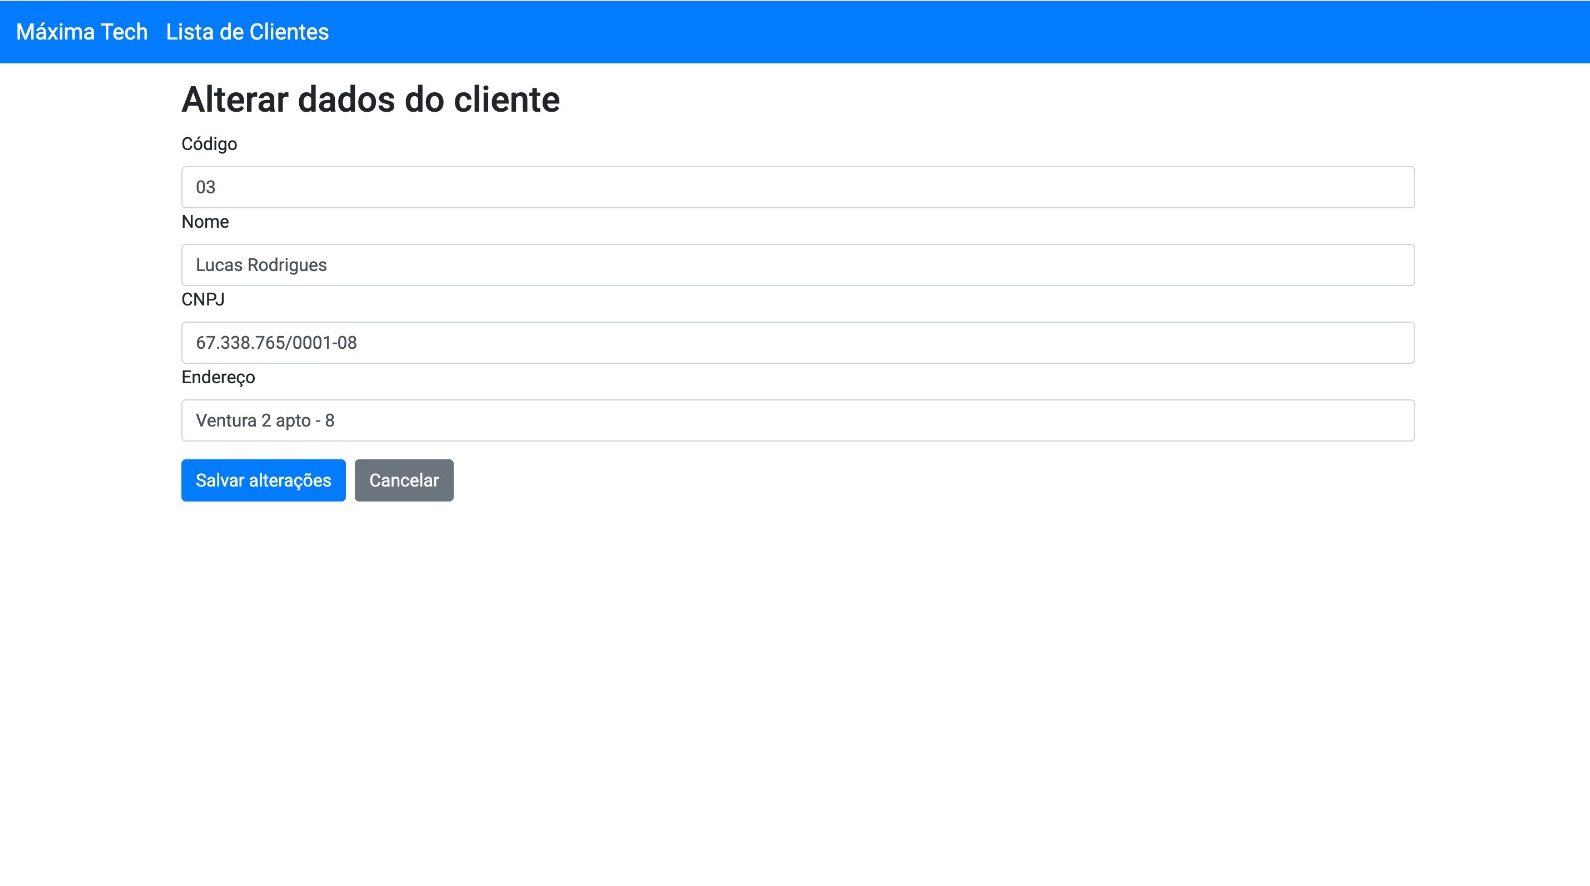 Máxima Tech Lista de Clientes
Alterar dados do cliente
Código
03
Nome
Lucas Rodrigues
CNPJ
67.338.765/0001-08
Endereço
Ventura 2 apto - 8
Salvar alterações Cancelar